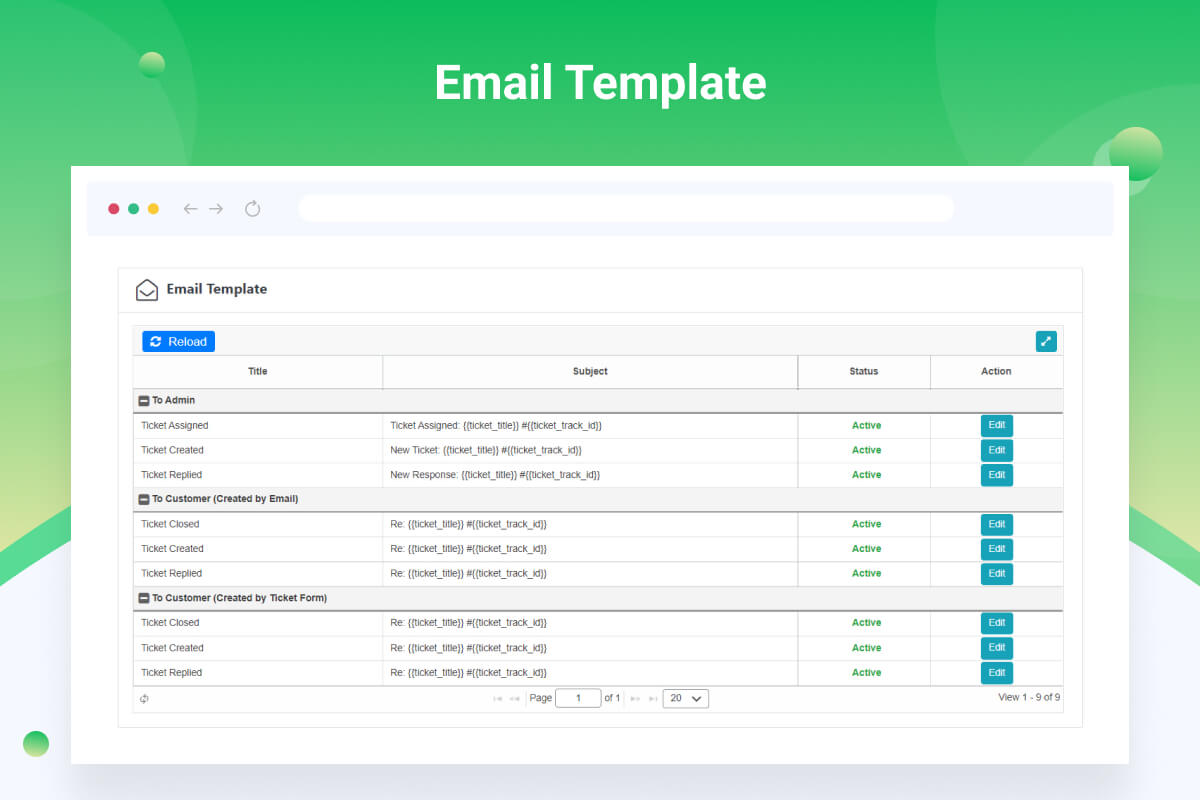 Email Template
Email Template
Reload
Title Subject Status Action
To Admin
Ticket Assigned Ticket Assigned: {{ticket_title}} #{{ticket_track_id}} Active Edit
Ticket Created New Ticket: {{ticket_title}} #{{ticket_track_id}} Active Edit
Ticket Replied New Response: {{ticket_title}} #{{ticket_track_id}} Active Edit
To Customer (Created by Email)
Ticket Closed Re: {{ticket_title}} #{{ticket_track_id}} Active Edit
Ticket Created Re: {{ticket_title}} #{{ticket_track_id}} Active Edit
Ticket Replied Re: {{ticket_title}} #{{ticket_track_id}} Active Edit
To Customer (Created by Ticket Form)
Ticket Closed Re: {{ticket_title}} #{{ticket_track_id}} Active Edit
Ticket Created Re: {{ticket_title}} #{{ticket_track_id}} Active Edit
Ticket Replied Re: {{ticket_title}} #{{ticket_track_id}} Active Edit
Page 1 of 1 20 View 1 - 9 of 9